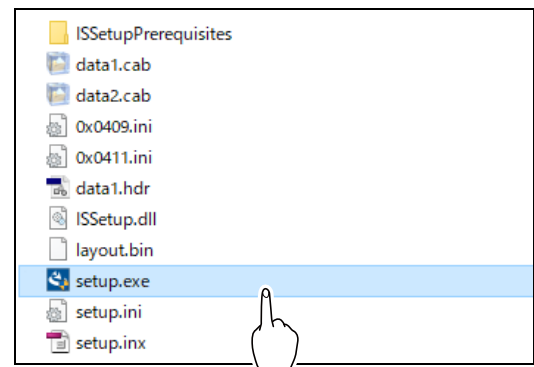 ISSetupPrerequisites
data1.cab
data2.cab
0x0409.ini
0x0411.ini
data1.hdr
ISSetup.dll
layout.bin
setup.exe
setup.ini
setup.inx